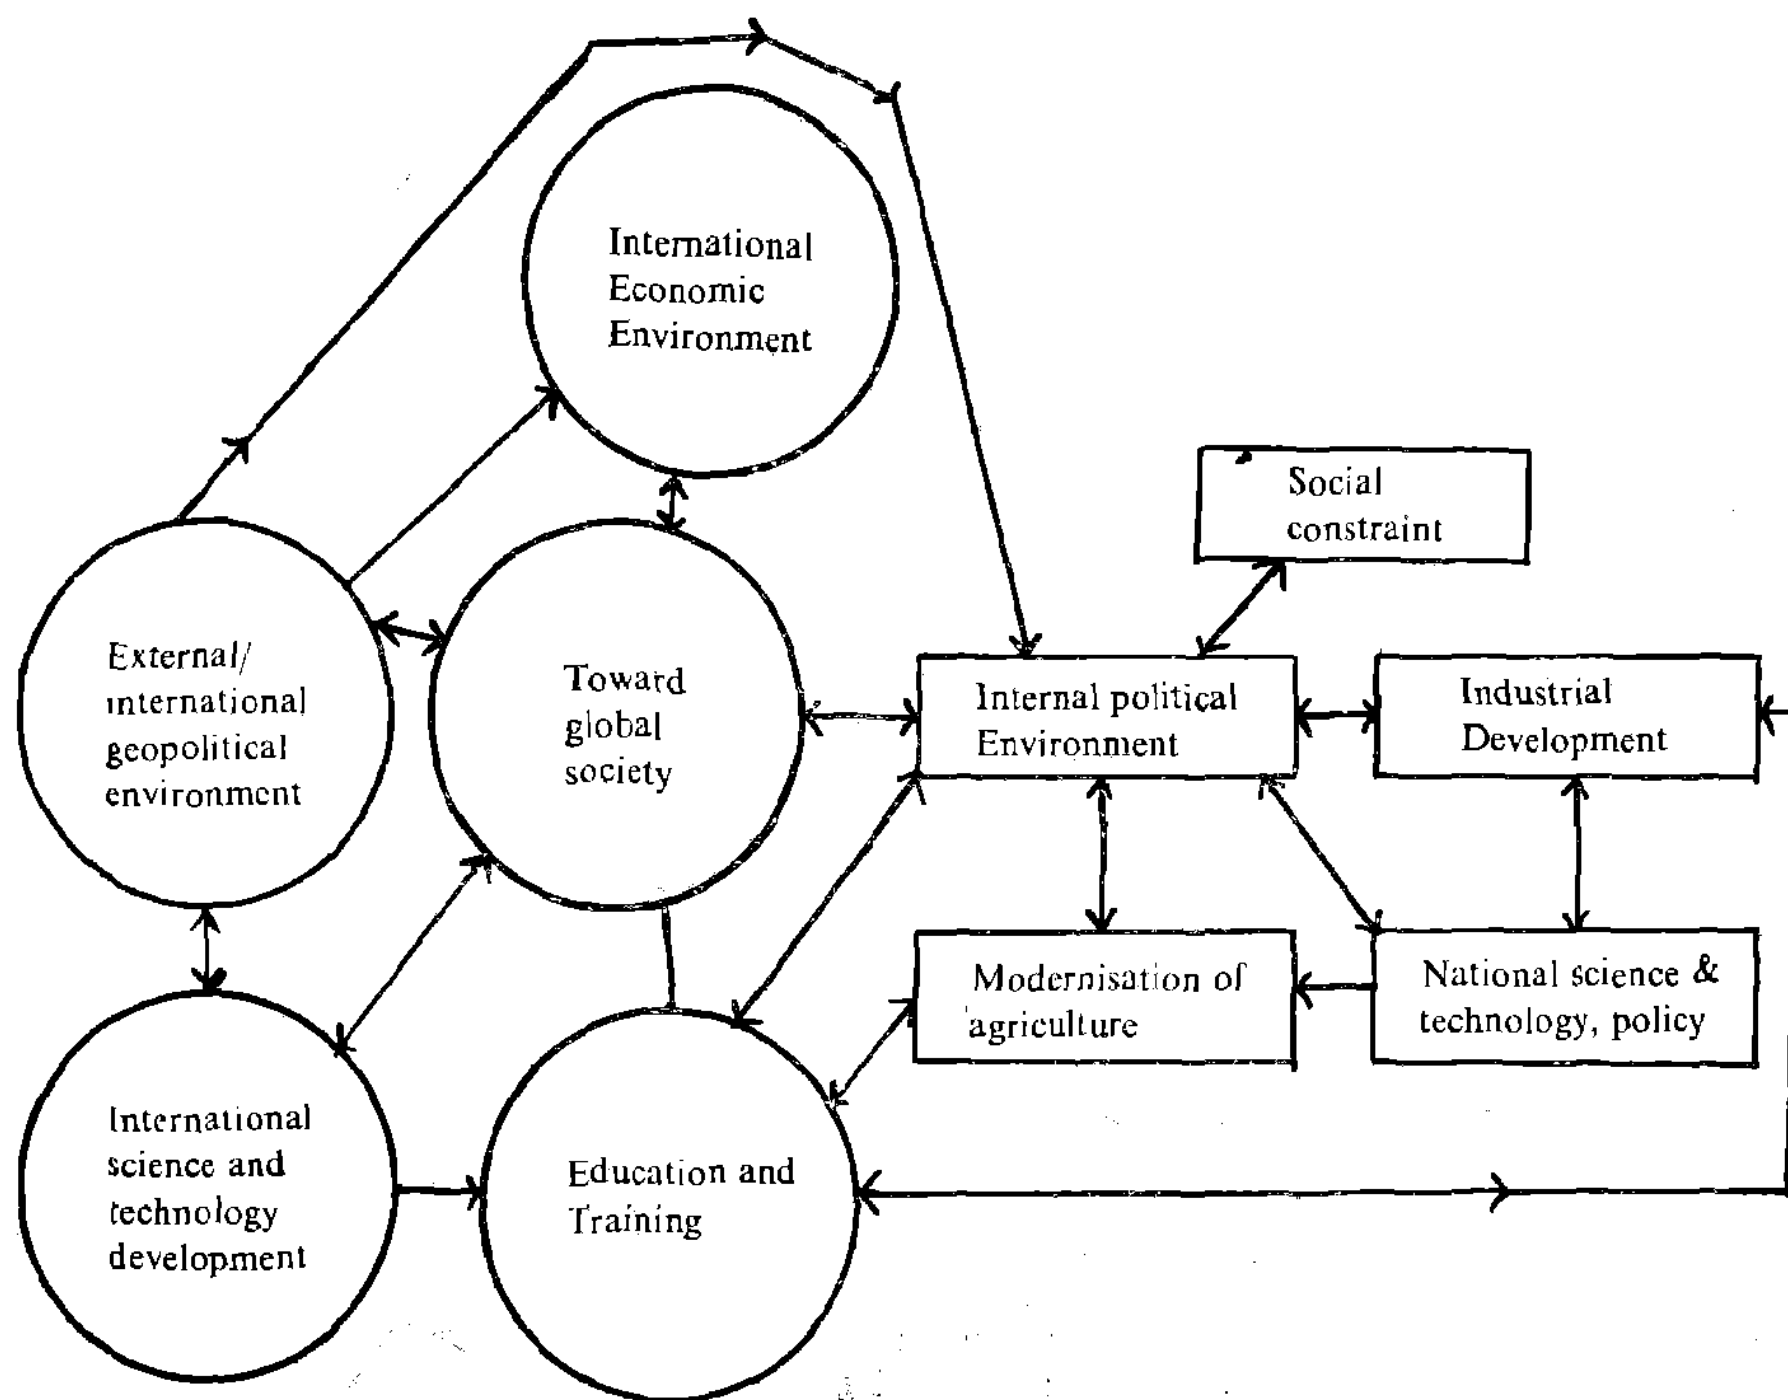 International
Economic
Environment
Social
constraint
External/
international
geopolitical
environment
Toward
global
society
Internal political
Environment
Industrial
Development
Modernisation of
agriculture
National science &
technology, policy
International
science and
technology
development
Education and
Training